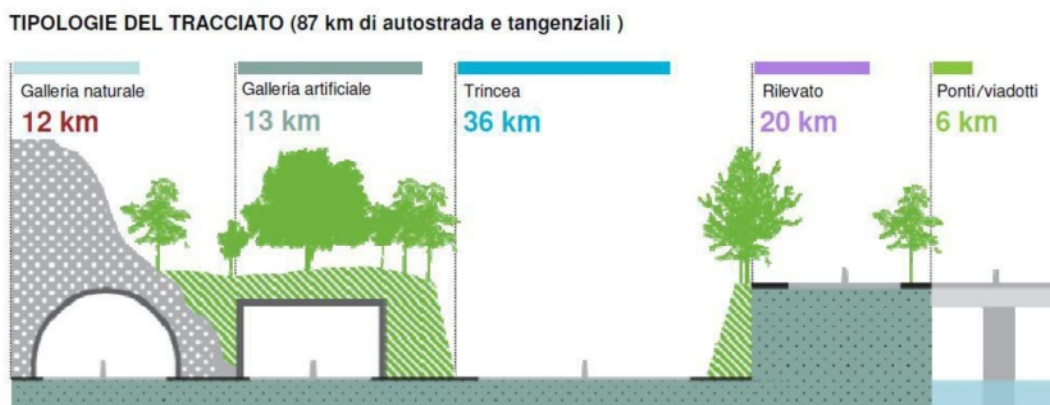 TIPOLOGIE DEL TRACCIATO (87 km di autostrada e tangenziali )
Galleria naturale
12 km
Galleria artificiale
13 km
Trincea
36 km
Rilevato
20 km
Ponti/viadotti
6 km